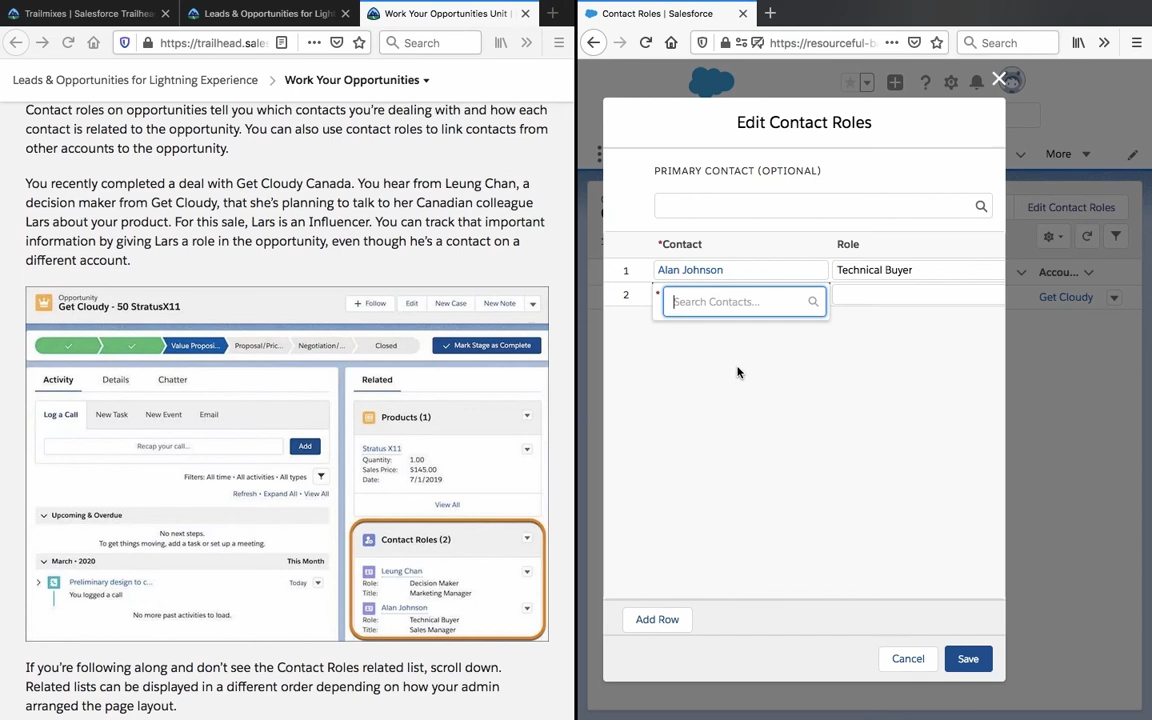 Trailmixes | Salesforce Trailhea
Leads & Opportunities for Light
Work Your Opportunities Unit |
https://trailhead.sale
Search
Leads & Opportunities for Lightning Experience > Work Your Opportunities
Contact roles on opportunities tell you which contacts you're dealing with and how each
contact is related to the opportunity. You can also use contact roles to link contacts from
other accounts to the opportunity.
You recently completed a deal with Get Cloudy Canada. You hear from Leung Chan, a
decision maker from Get Cloudy, that she's planning to talk to her Canadian colleague
Lars about your product. For this sale, Lars is an Influencer. You can track that important
information by giving Lars a role in the opportunity, even though he's a contact on a
different account.
Opportunity
Get Cloudy - 50 StratusX11
+ Follow
Edit
New Case
New Note
Value Proposi...
Proposal/Pric...
Negotiation/...
Closed
Mark Stage as Complete
Activity
Details
Chatter
Log a Call
New Task
New Event
Email
Recap your call...
Add
Filters: All time • All activities • All types
Refresh • Expand All • View All
Upcoming & Overdue
No next steps.
To get things moving, add a task or set up a meeting.
March • 2020
This Month
Preliminary design to c...
Today
You logged a call
No more past activities to load.
Related
Products (1)
Stratus X11
Quantity: 1.00
Sales Price: $145.00
Date: 7/1/2019
View All
Contact Roles (2)
Leung Chan
Role: Decision Maker
Title: Marketing Manager
Alan Johnson
Role: Technical Buyer
Title: Sales Manager
If you're following along and don't see the Contact Roles related list, scroll down.
Related lists can be displayed in a different order depending on how your admin
arranged the page layout.
Contact Roles | Salesforce
https://resourceful-b
Search
More
Edit Contact Roles
Accou...
Get Cloudy
Edit Contact Roles
PRIMARY CONTACT (OPTIONAL)
*Contact
Role
1
Alan Johnson
Technical Buyer
2
*
Search Contacts...
Add Row
Cancel
Save